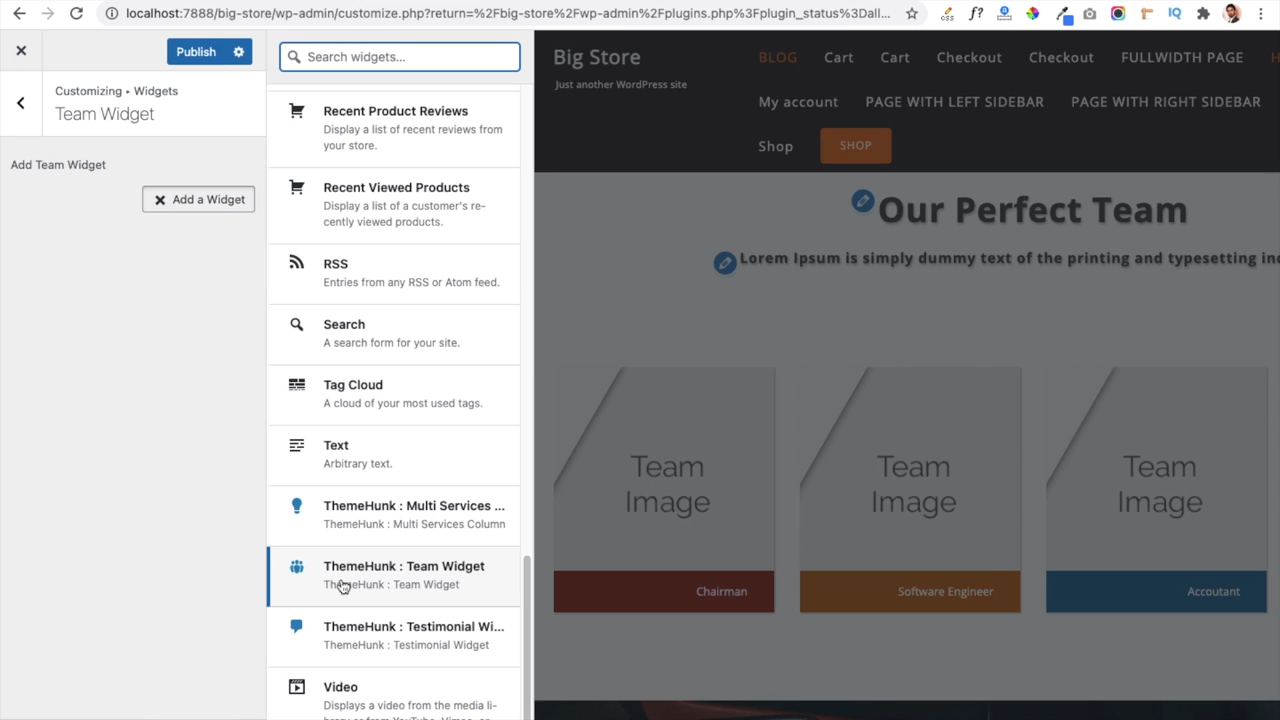 localhost:7888/big-store/wp-admin/customize.php?return=%2Fbig-store%2Fwp-admin%2Fplugins.php%3Fplugin_status%3Dall...
css
f?
IQ
Publish
Customizing ▸ Widgets
Team Widget
Add Team Widget
Add a Widget
Search widgets...
Recent Product Reviews
Display a list of recent reviews from
your store.
Recent Viewed Products
Display a list of a customer's re-
cently viewed products.
RSS
Entries from any RSS or Atom feed.
Search
A search form for your site.
Tag Cloud
A cloud of your most used tags.
Text
Arbitrary text.
ThemeHunk : Multi Services ...
ThemeHunk : Multi Services Column
ThemeHunk : Team Widget
ThemeHunk : Team Widget
ThemeHunk : Testimonial Wi...
ThemeHunk : Testimonial Widget
Video
Displays a video from the media li-
Big Store
Just another WordPress site
BLOG Cart Cart Checkout Checkout FULLWIDTH PAGE
My account PAGE WITH LEFT SIDEBAR PAGE WITH RIGHT SIDEBAR
Shop SHOP
Our Perfect Team
Lorem Ipsum is simply dummy text of the printing and typesetting
Team
Image
Chairman
Team
Image
Software Engineer
Team
Image
Accoutant